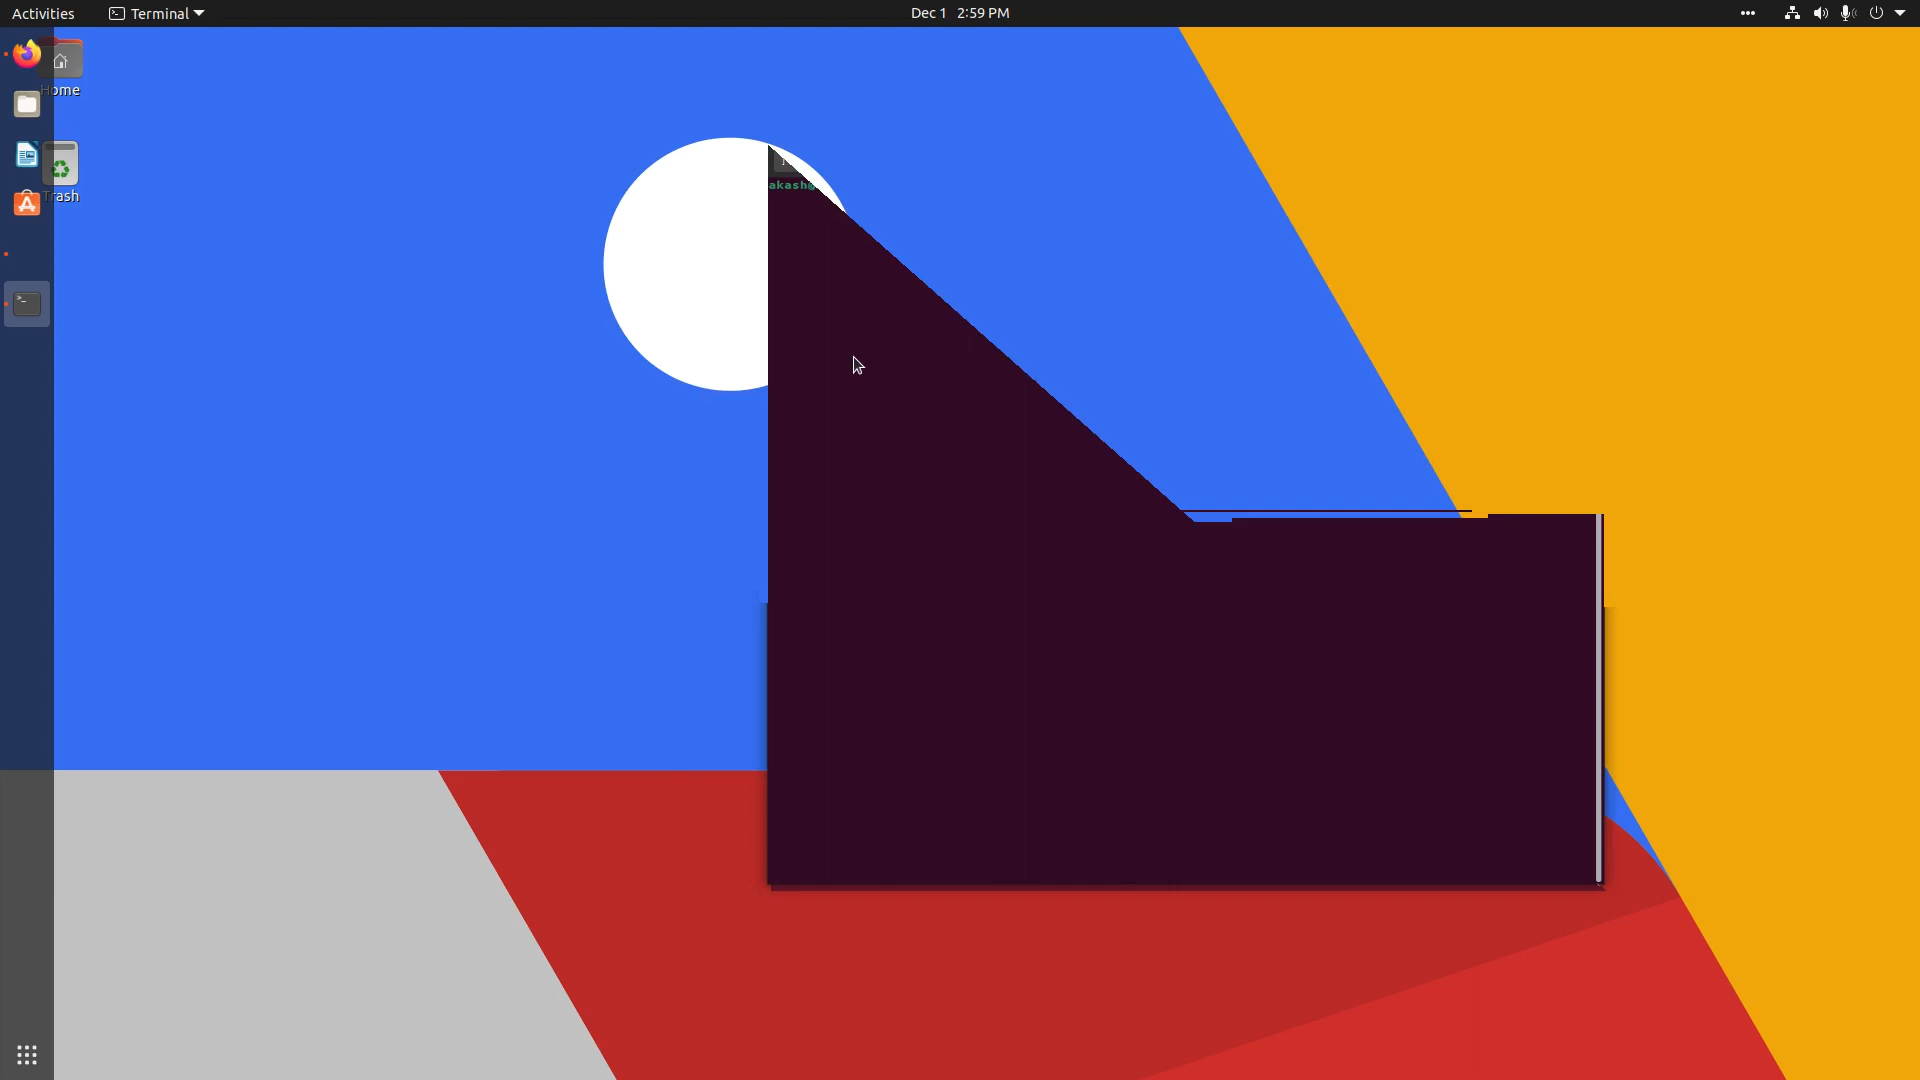 Activities
Terminal
Dec 1 2:59 PM
Home
Trash
akash@